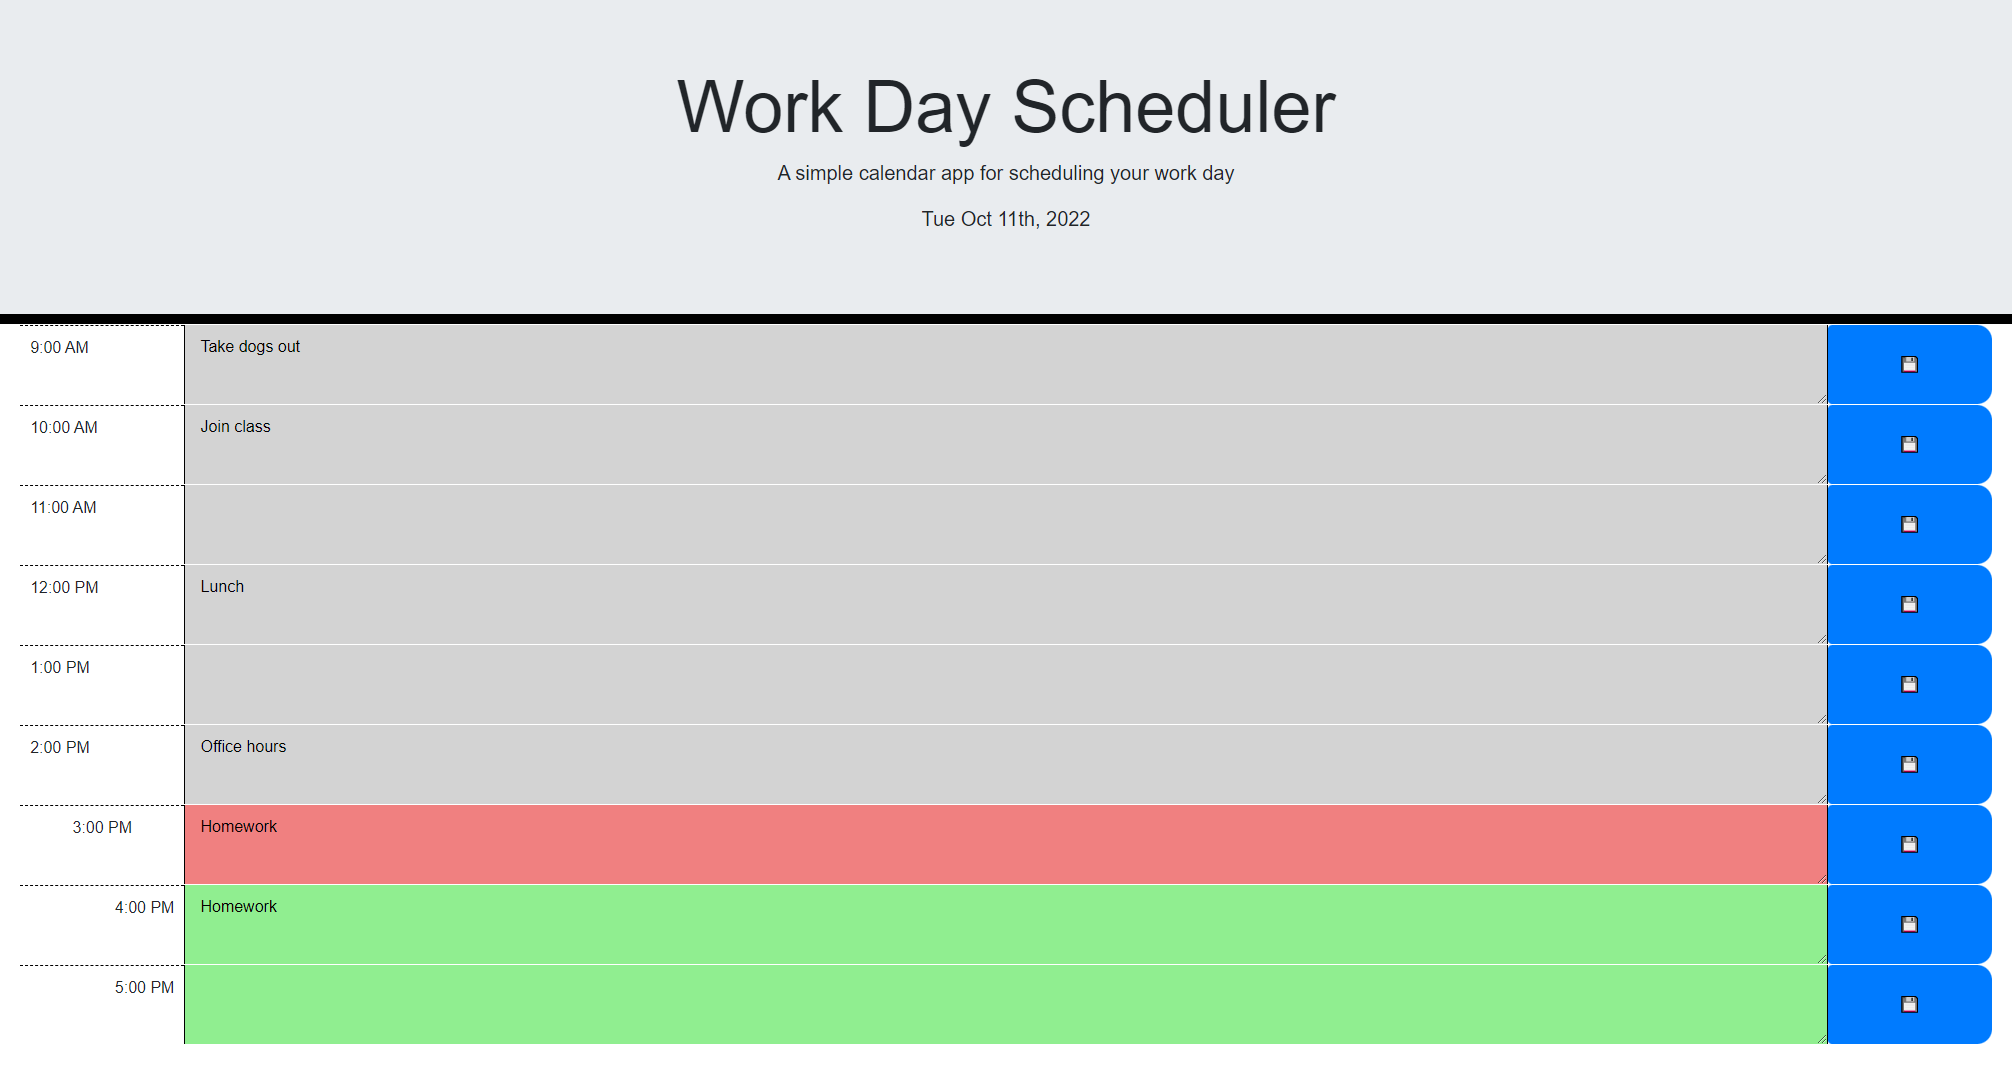 Work Day Scheduler
A simple calendar app for scheduling your work day
Tue Oct 11th, 2022
9:00 AM Take dogs out
10:00 AM Join class
11:00 AM
12:00 PM Lunch
1:00 PM
2:00 PM Office hours
3:00 PM Homework
4:00 PM Homework
5:00 PM